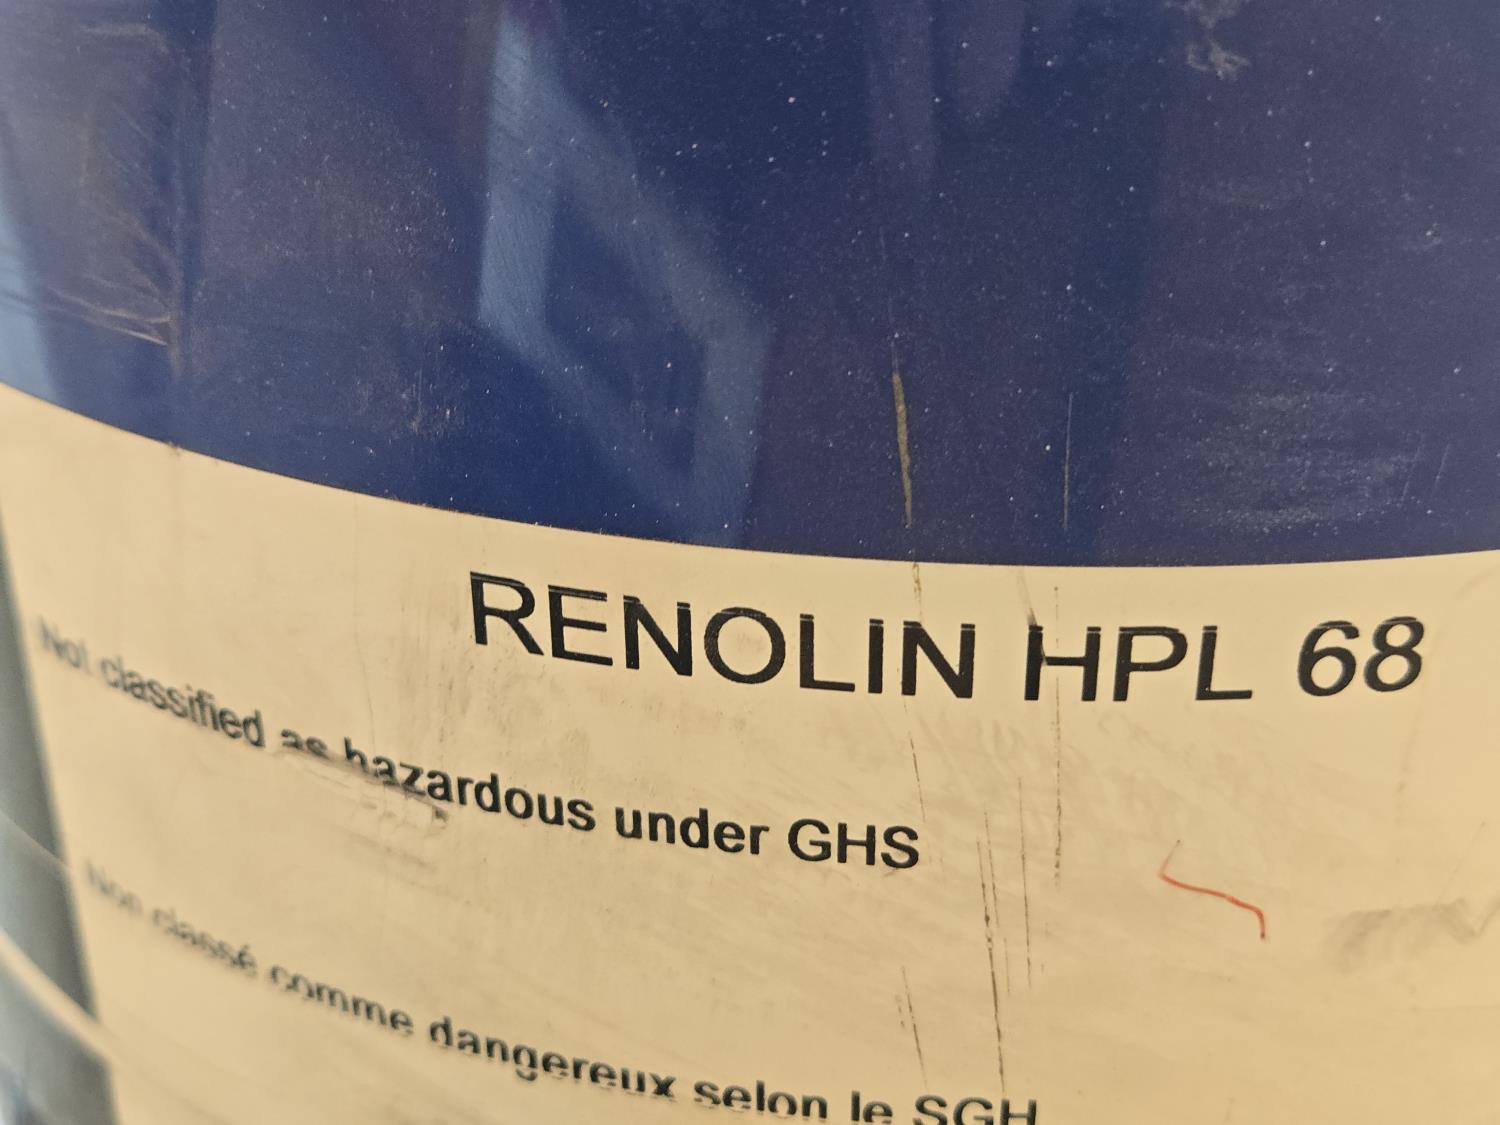 RENOLIN HPL 68
Not classified as hazardous under GHS
Non classé comme dangereux selon le SGH